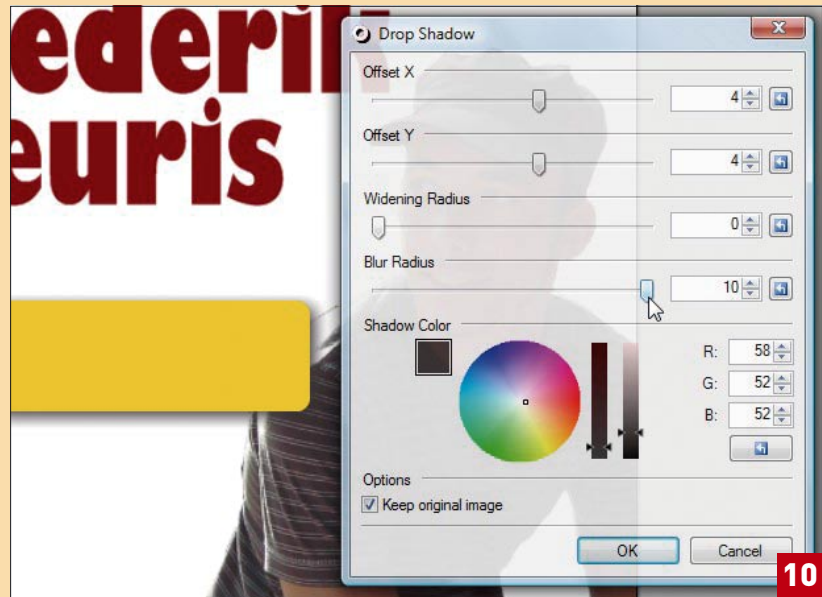 ederik
euris
Drop Shadow
Offset X
4
Offset Y
4
Widening Radius
0
Blur Radius
10
Shadow Color
R: 58
G: 52
B: 52
Options
Keep original image
OK Cancel
10